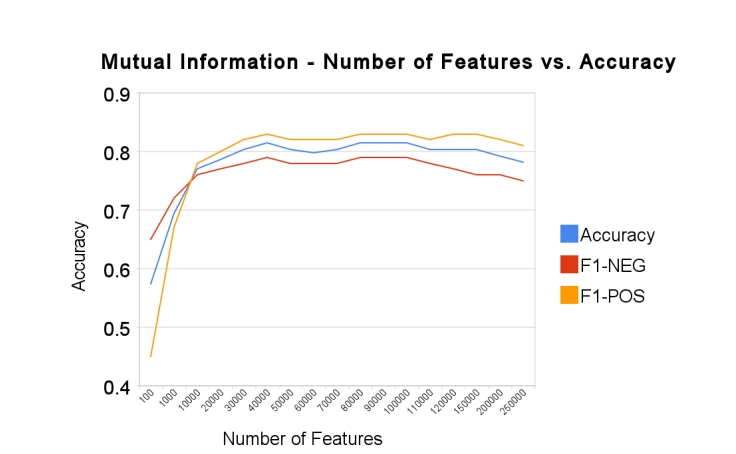 Mutual Information - Number of Features vs. Accuracy
0.9
0.8
0.7
0.6
0.5
0.4
Accuracy
100 1000 10000 20000 30000 40000 50000 60000 70000 80000 90000 100000 110000 120000 150000 200000 250000
Number of Features
Accuracy
F1-NEG
F1-POS